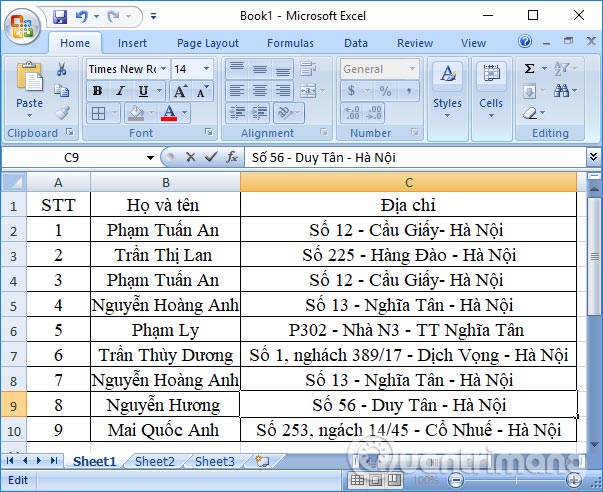 Book1 - Microsoft Excel
Home Insert Page Layout Formulas Data Review View
Times New Ro 14 General
Paste B I U A A $ % , Styles Cells Σ
Clipboard Font Alignment Number Editing
C9 fx Số 56 - Duy Tân - Hà Nội
A B C
1 STT Họ và tên Địa chỉ
2 1 Phạm Tuấn An Số 12 - Cầu Giấy- Hà Nội
3 2 Trần Thị Lan Số 225 - Hàng Đào - Hà Nội
4 3 Phạm Tuấn An Số 12 - Cầu Giấy- Hà Nội
5 4 Nguyễn Hoàng Anh Số 13 - Nghĩa Tân - Hà Nội
6 5 Phạm Ly P302 - Nhà N3 - TT Nghĩa Tân
7 6 Trần Thùy Dương Số 1, nghách 389/17 - Dịch Vọng - Hà Nội
8 7 Nguyễn Hoàng Anh Số 13 - Nghĩa Tân - Hà Nội
9 8 Nguyễn Hương Số 56 - Duy Tân - Hà Nội
10 9 Mai Quốc Anh Số 253, ngách 14/45 - Cổ Nhuế - Hà Nội
Sheet1 Sheet2 Sheet3
Edit 100%
Quantrimang